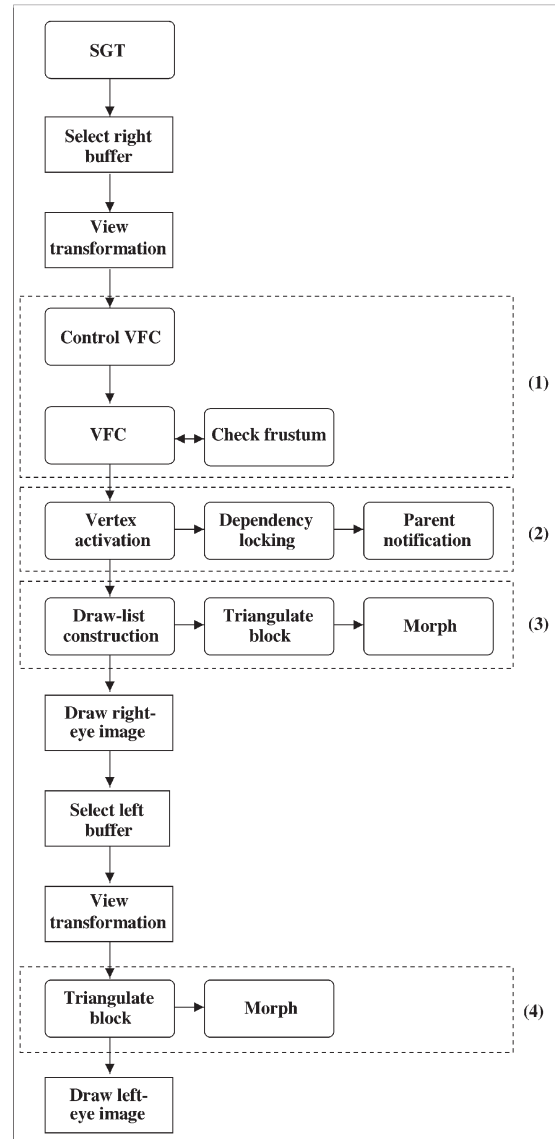 SGT
Select right
buffer
View
transformation
Control VFC
(1)
VFC
Check frustum
Vertex
activation
Dependency
locking
Parent
notification
(2)
Draw-list
construction
Triangulate
block
Morph
(3)
Draw right-
eye image
Select left
buffer
View
transformation
Triangulate
block
Morph
(4)
Draw left-
eye image